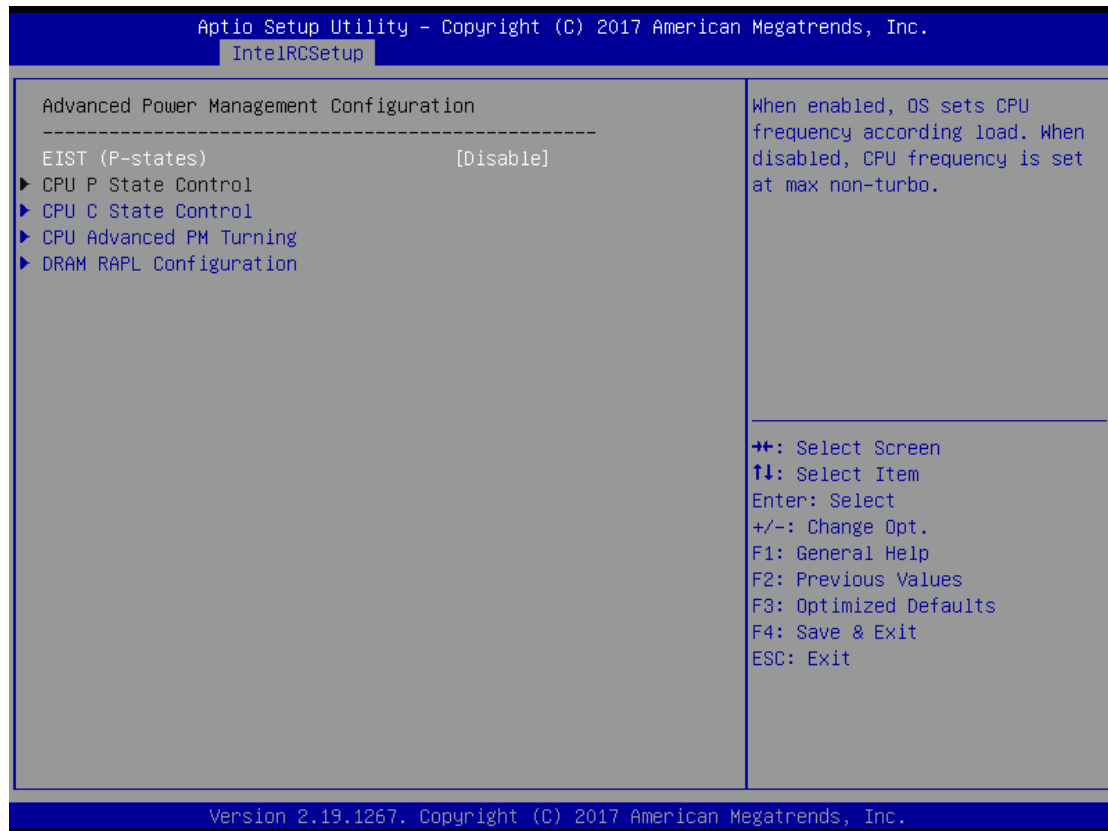 Aptio Setup Utility – Copyright (C) 2017 American Megatrends, Inc.
IntelRCSetup
Advanced Power Management Configuration
--------------------------------------------------
EIST (P-states) [Disable]
▶ CPU P State Control
▶ CPU C State Control
▶ CPU Advanced PM Turning
▶ DRAM RAPL Configuration
When enabled, OS sets CPU
frequency according load. When
disabled, CPU frequency is set
at max non-turbo.
→←: Select Screen
↑↓: Select Item
Enter: Select
+/-: Change Opt.
F1: General Help
F2: Previous Values
F3: Optimized Defaults
F4: Save & Exit
ESC: Exit
Version 2.19.1267. Copyright (C) 2017 American Megatrends, Inc.